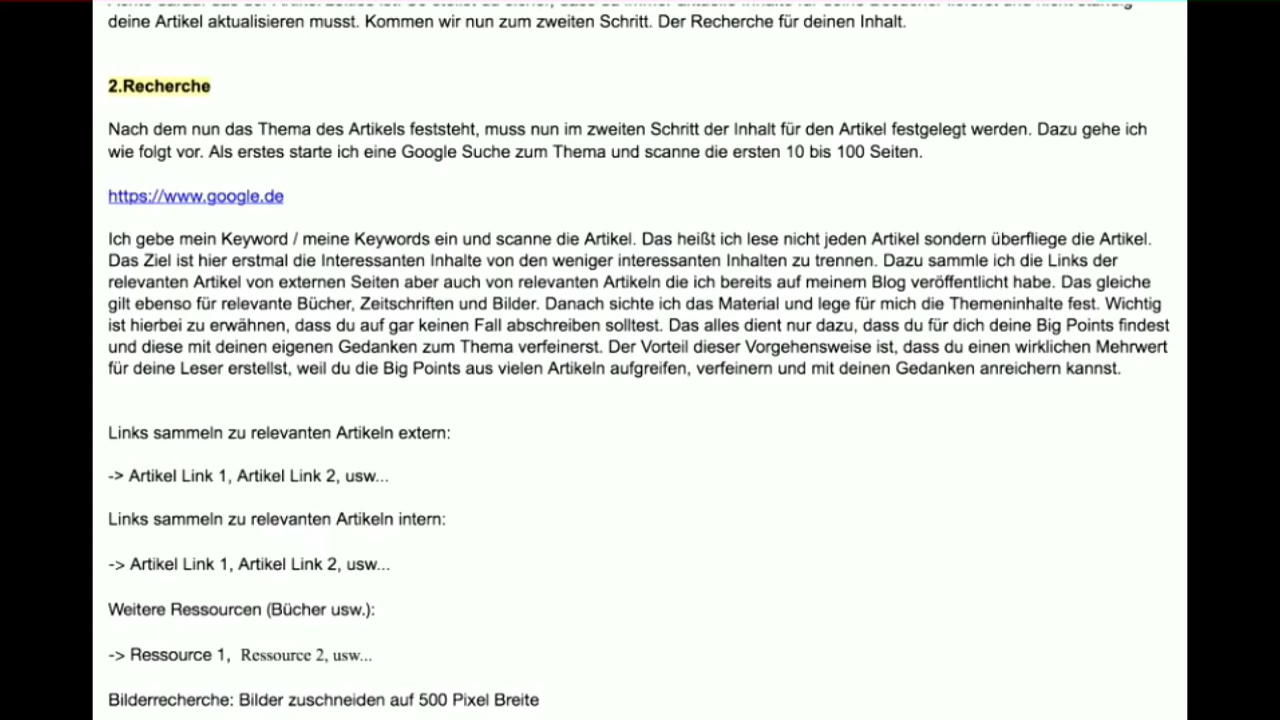 deine Artikel aktualisieren musst. Kommen wir nun zum zweiten Schritt. Der Recherche für deinen Inhalt.
2.Recherche
Nach dem nun das Thema des Artikels feststeht, muss nun im zweiten Schritt der Inhalt für den Artikel festgelegt werden. Dazu gehe ich
wie folgt vor. Als erstes starte ich eine Google Suche zum Thema und scanne die ersten 10 bis 100 Seiten.
https://www.google.de
Ich gebe mein Keyword / meine Keywords ein und scanne die Artikel. Das heißt ich lese nicht jeden Artikel sondern überfliege die Artikel.
Das Ziel ist hier erstmal die Interessanten Inhalte von den weniger interessanten Inhalten zu trennen. Dazu sammle ich die Links der
relevanten Artikel von externen Seiten aber auch von relevanten Artikeln die ich bereits auf meinem Blog veröffentlicht habe. Das gleiche
gilt ebenso für relevante Bücher, Zeitschriften und Bilder. Danach sichte ich das Material und lege für mich die Themeninhalte fest. Wichtig
ist hierbei zu erwähnen, dass du auf gar keinen Fall abschreiben solltest. Das alles dient nur dazu, dass du für dich deine Big Points findest
und diese mit deinen eigenen Gedanken zum Thema verfeinerst. Der Vorteil dieser Vorgehensweise ist, dass du einen wirklichen Mehrwert
für deine Leser erstellst, weil du die Big Points aus vielen Artikeln aufgreifen, verfeinern und mit deinen Gedanken anreichern kannst.
Links sammeln zu relevanten Artikeln extern:
-> Artikel Link 1, Artikel Link 2, usw...
Links sammeln zu relevanten Artikeln intern:
-> Artikel Link 1, Artikel Link 2, usw...
Weitere Ressourcen (Bücher usw.):
-> Ressource 1, Ressource 2, usw...
Bilderrecherche: Bilder zuschneiden auf 500 Pixel Breite